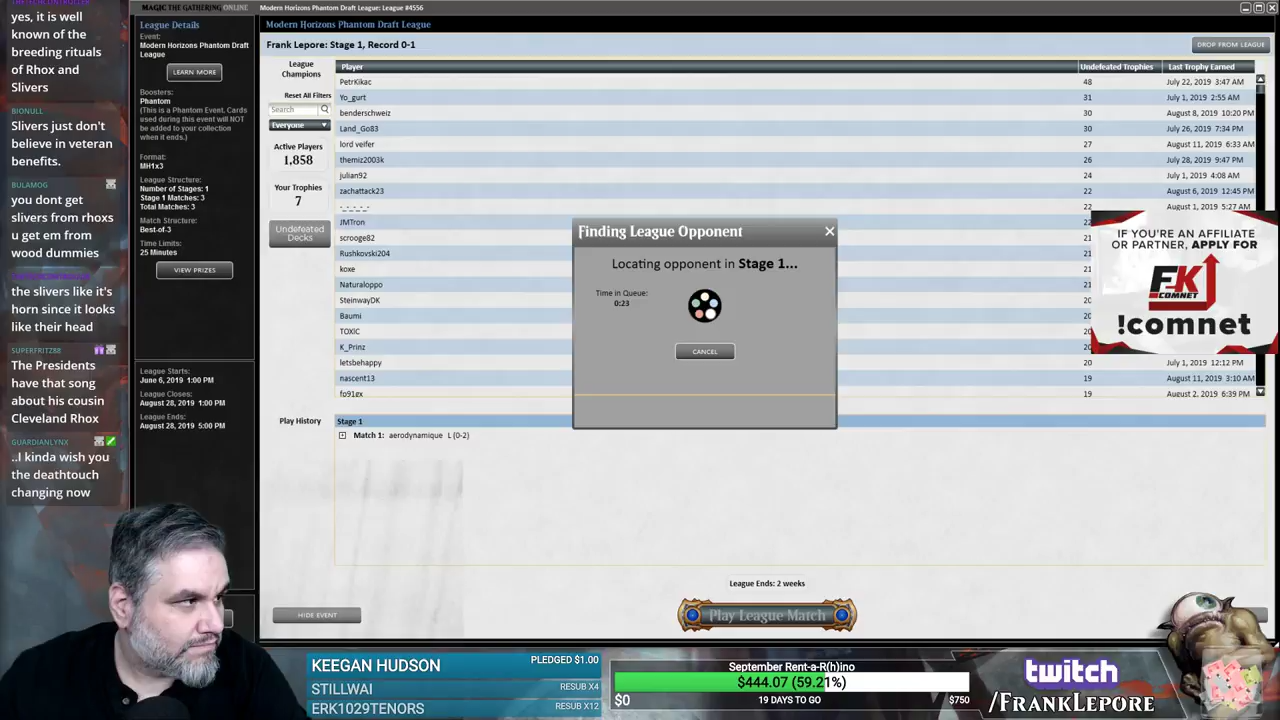 MAGIC THE GATHERING ONLINE
Modern Horizons Phantom Draft League: League #4556
yes, it is well
known of the
breeding rituals
of Rhox and
Slivers
BIONULL
Slivers just don't
believe in veteran
benefits.
BULAMOG
you dont get
slivers from rhoxs
u get em from
wood dummies
the slivers like it's
horn since it looks
like their head
SUPERFRITZ88
The Presidents
have that song
about his cousin
Cleveland Rhox
GUARDIANLYNX
..I kinda wish you
the deathtouch
changing now
League Details
Event:
Modern Horizons Phantom Draft
League
LEARN MORE
Boosters:
Phantom
(This is a Phantom Event, Cards
used during this event will NOT
be added to your collection
when it ends.)
Format:
MH1x3
League Structure:
Number of Stages: 1
Stage 1 Matches: 3
Total Matches: 3
Match Structure:
Best-of-3
Time Limits:
25 Minutes
VIEW PRIZES
League Starts:
June 6, 2019 1:00 PM
League Closes:
August 28, 2019 1:00 PM
League Ends:
August 28, 2019 5:00 PM
Modern Horizons Phantom Draft League
Frank Lepore: Stage 1, Record 0-1
DROP FROM LEAGUE
League
Champions
Reset All Filters
Search
Everyone
Active Players
1,858
Your Trophies
7
Undefeated
Decks
Player Undefeated Trophies Last Trophy Earned
PetrKikac 48 July 22, 2019 3:47 AM
Yo_gurt 31 July 1, 2019 2:55 AM
benderschweiz 30 August 8, 2019 10:20 PM
Land_Go83 30 July 26, 2019 7:34 PM
lord veifer 27 August 11, 2019 6:33 AM
themiz2003k 26 July 28, 2019 9:47 PM
julian92 24 July 1, 2019 4:08 AM
zachattack23 22 August 6, 2019 12:45 PM
-_-_-_-_- 22 August 1, 2019 5:27 AM
JMTron 22
scrooge82 21
Rushkovski204 21
koxe 21
Naturaloppo 21
SteinwayDK 20
Baumi 20
TOXIC 20
K_Prinz 20
letsbehappy 20 July 1, 2019 12:12 PM
nascent13 19 August 11, 2019 3:10 AM
fo91gx 19 August 2, 2019 6:39 PM
Finding League Opponent
Locating opponent in Stage 1...
Time in Queue:
0:23
CANCEL
IF YOU'RE AN AFFILIATE
OR PARTNER, APPLY FOR
FK
COMNET
!comnet
Play History
Stage 1
Match 1: aerodynamique L (0-2)
League Ends: 2 weeks
HIDE EVENT
Play League Match
KEEGAN HUDSON PLEDGED $1.00
STILLWAI RESUB X4
ERK1029TENORS RESUB X12
September Rent-a-R(h)ino
$444.07 (59.21%)
$0 19 DAYS TO GO $750
twitch
/FRANKLEPORE